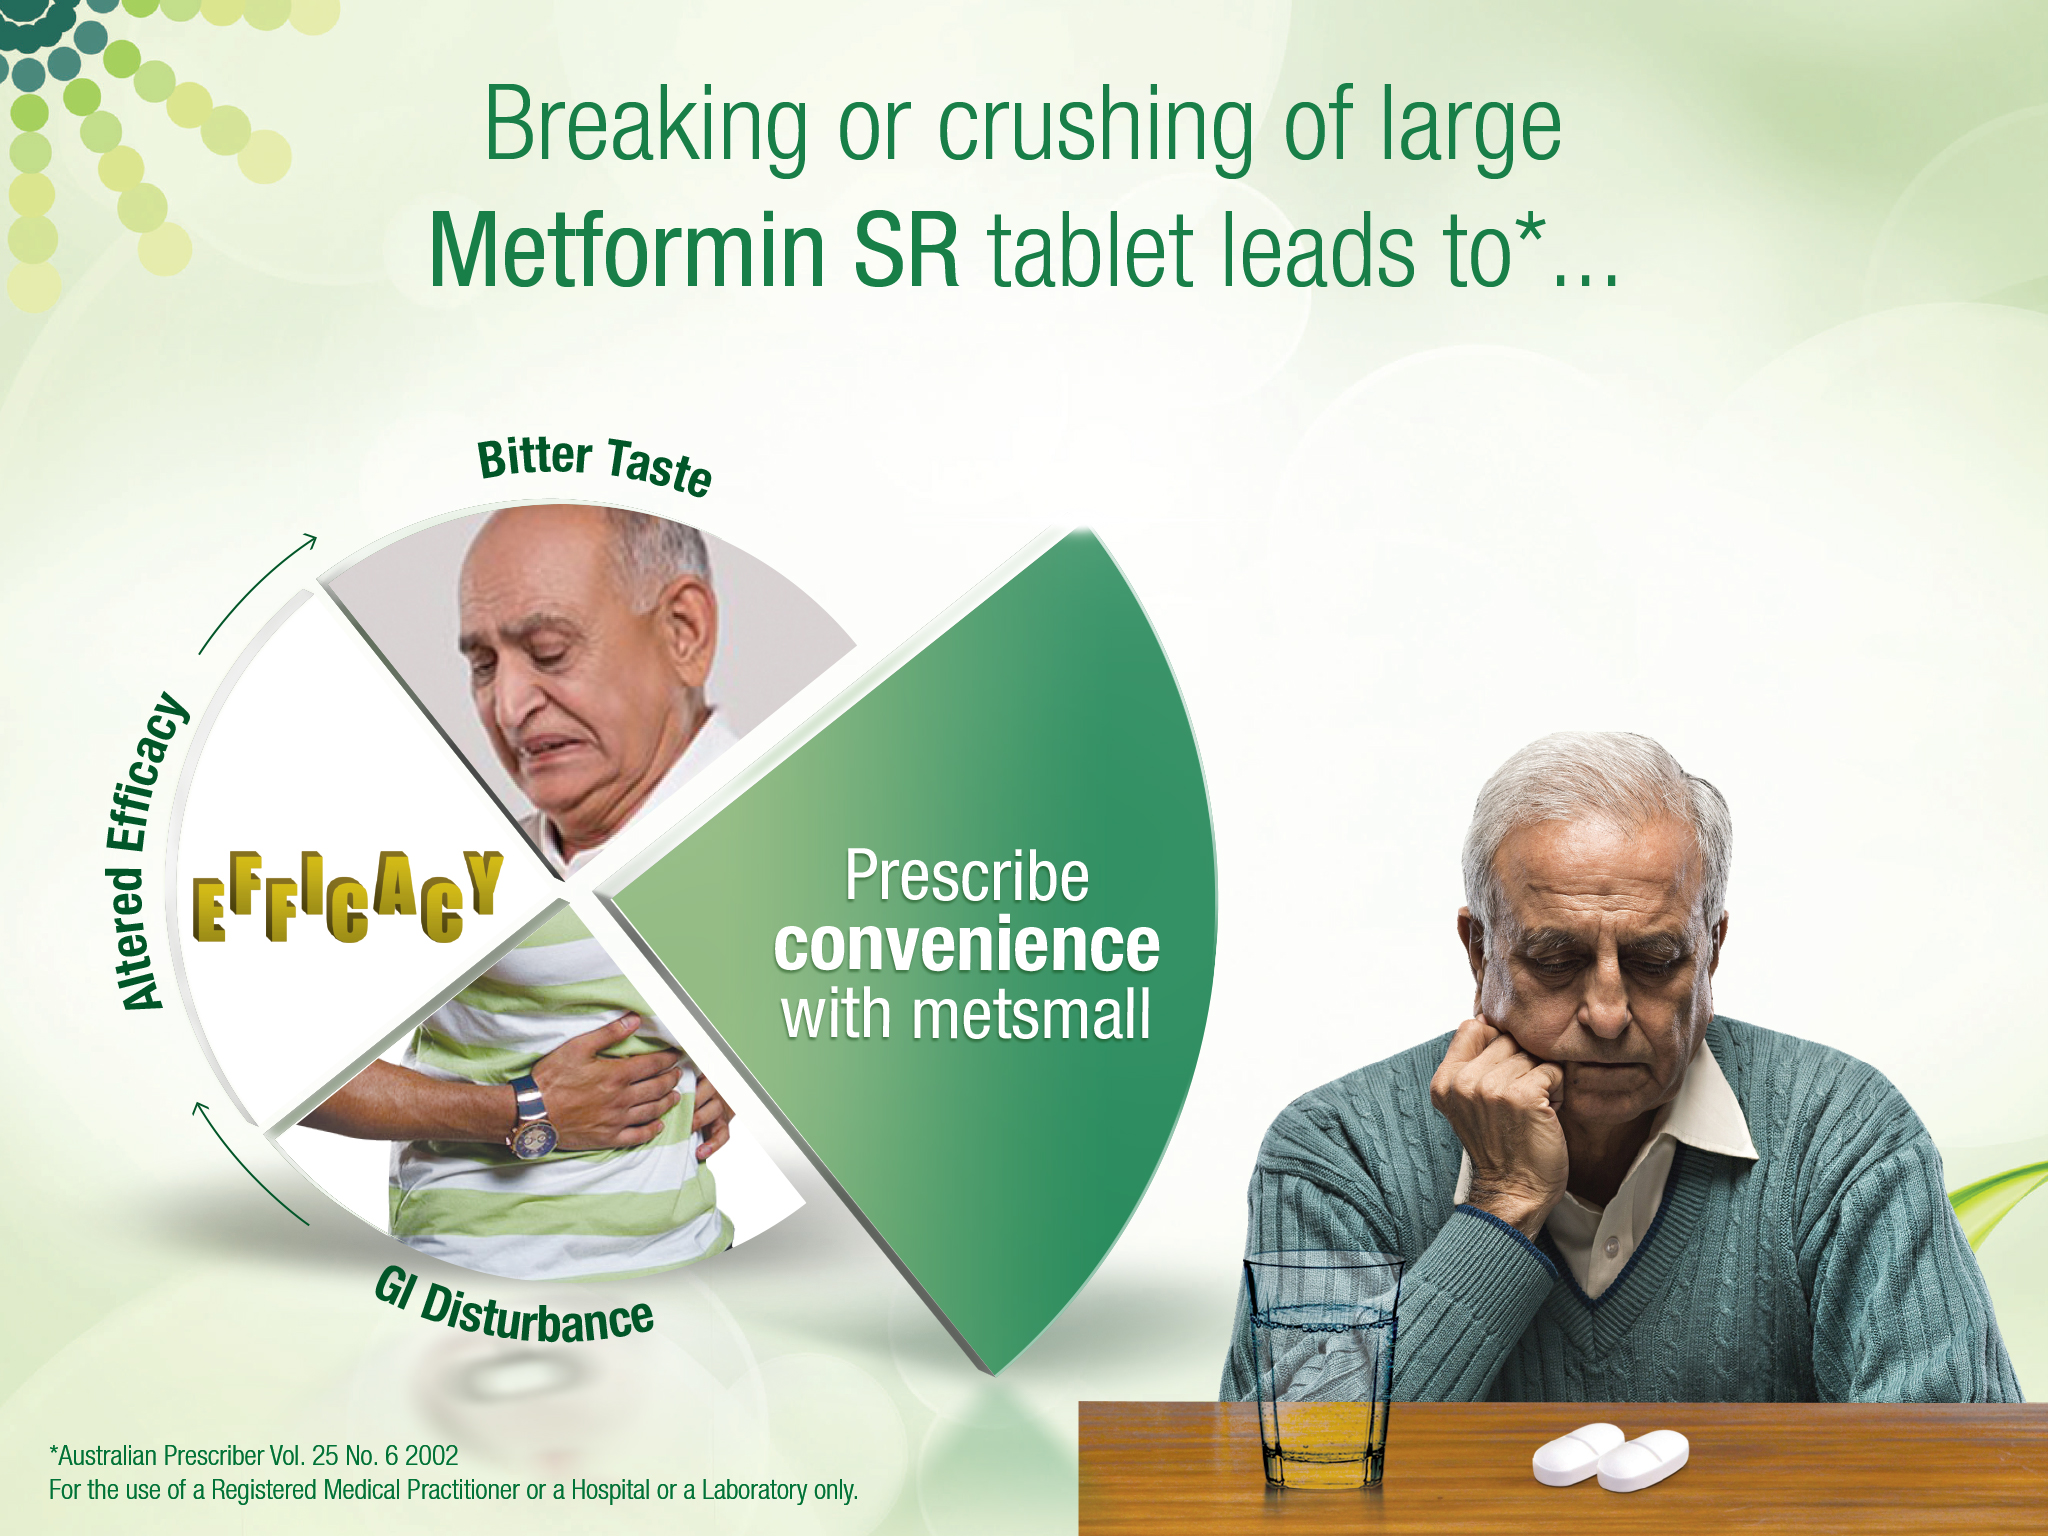 Breaking or crushing of large
Metformin SR tablet leads to*...
Bitter Taste
Altered Efficacy
EFFICACY
GI Disturbance
Prescribe
convenience
with metsmall
*Australian Prescriber Vol. 25 No. 6 2002
For the use of a Registered Medical Practitioner or a Hospital or a Laboratory only.